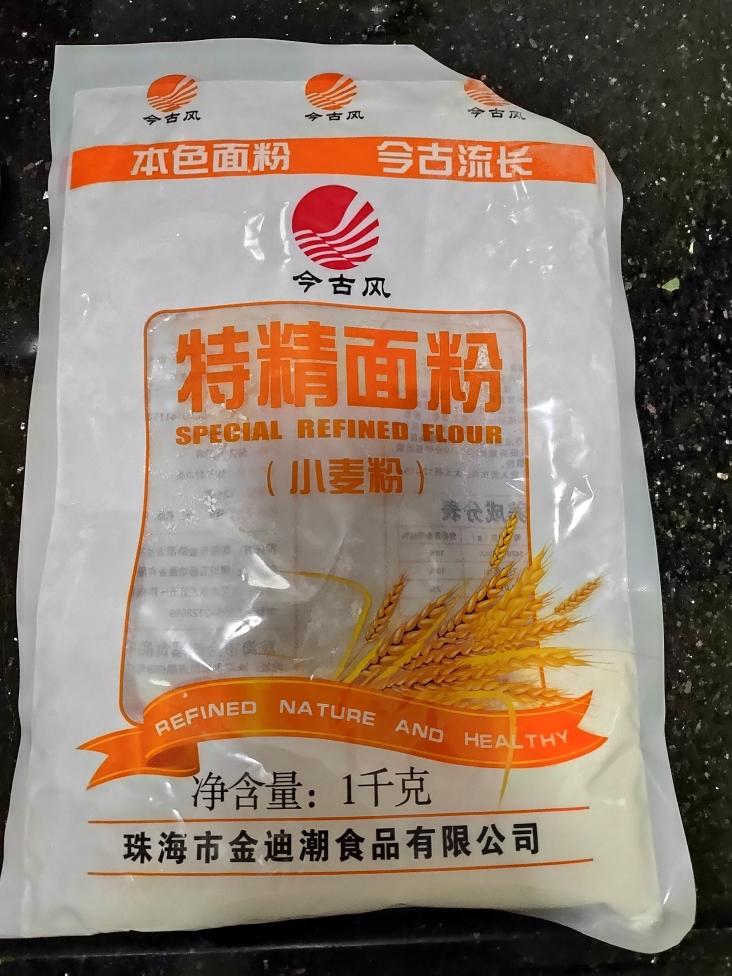 今古风 今古风 今古风
本色面粉 今古流长
今古风
特精面粉
SPECIAL REFINED FLOUR
（小麦粉）
REFINED NATURE AND HEALTHY
净含量：1千克
珠海市金迪潮食品有限公司